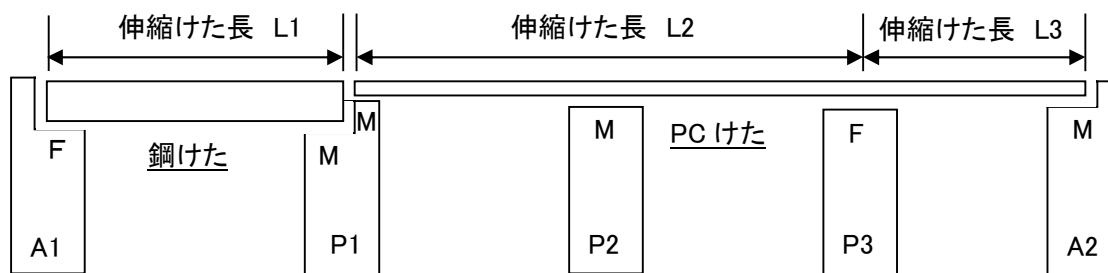 伸縮けた長 L1
伸縮けた長 L2
伸縮けた長 L3
F
鋼けた
M
M
M
PC けた
F
M
A1
P1
P2
P3
A2